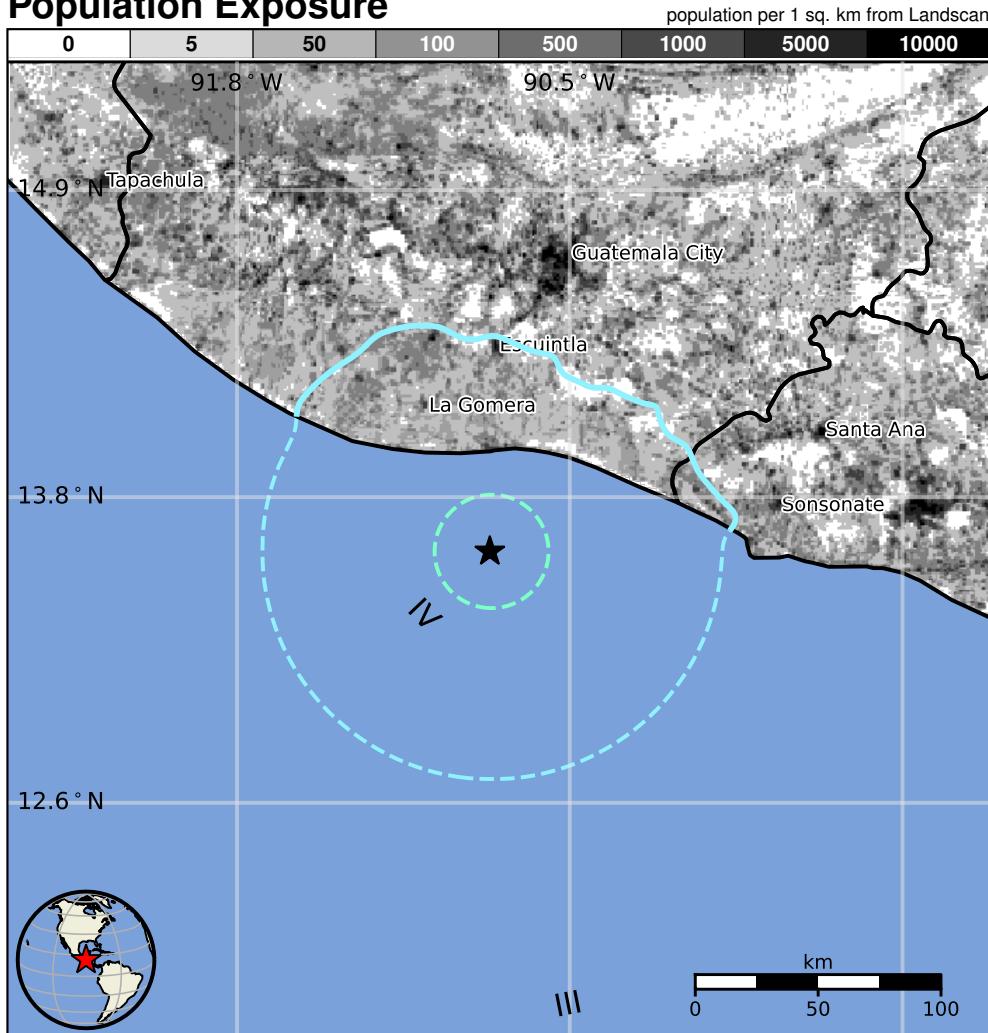 Population Exposure
population per 1 sq. km from Landscan
0 5 50 100 500 1000 5000 10000
91.8°W 90.5°W
14.9°N
Tapachula
Guatemala City
Escuintla
La Gomera
Santa Ana
13.8°N
Sonsonate
IV
12.6°N
km
0 50 100
III